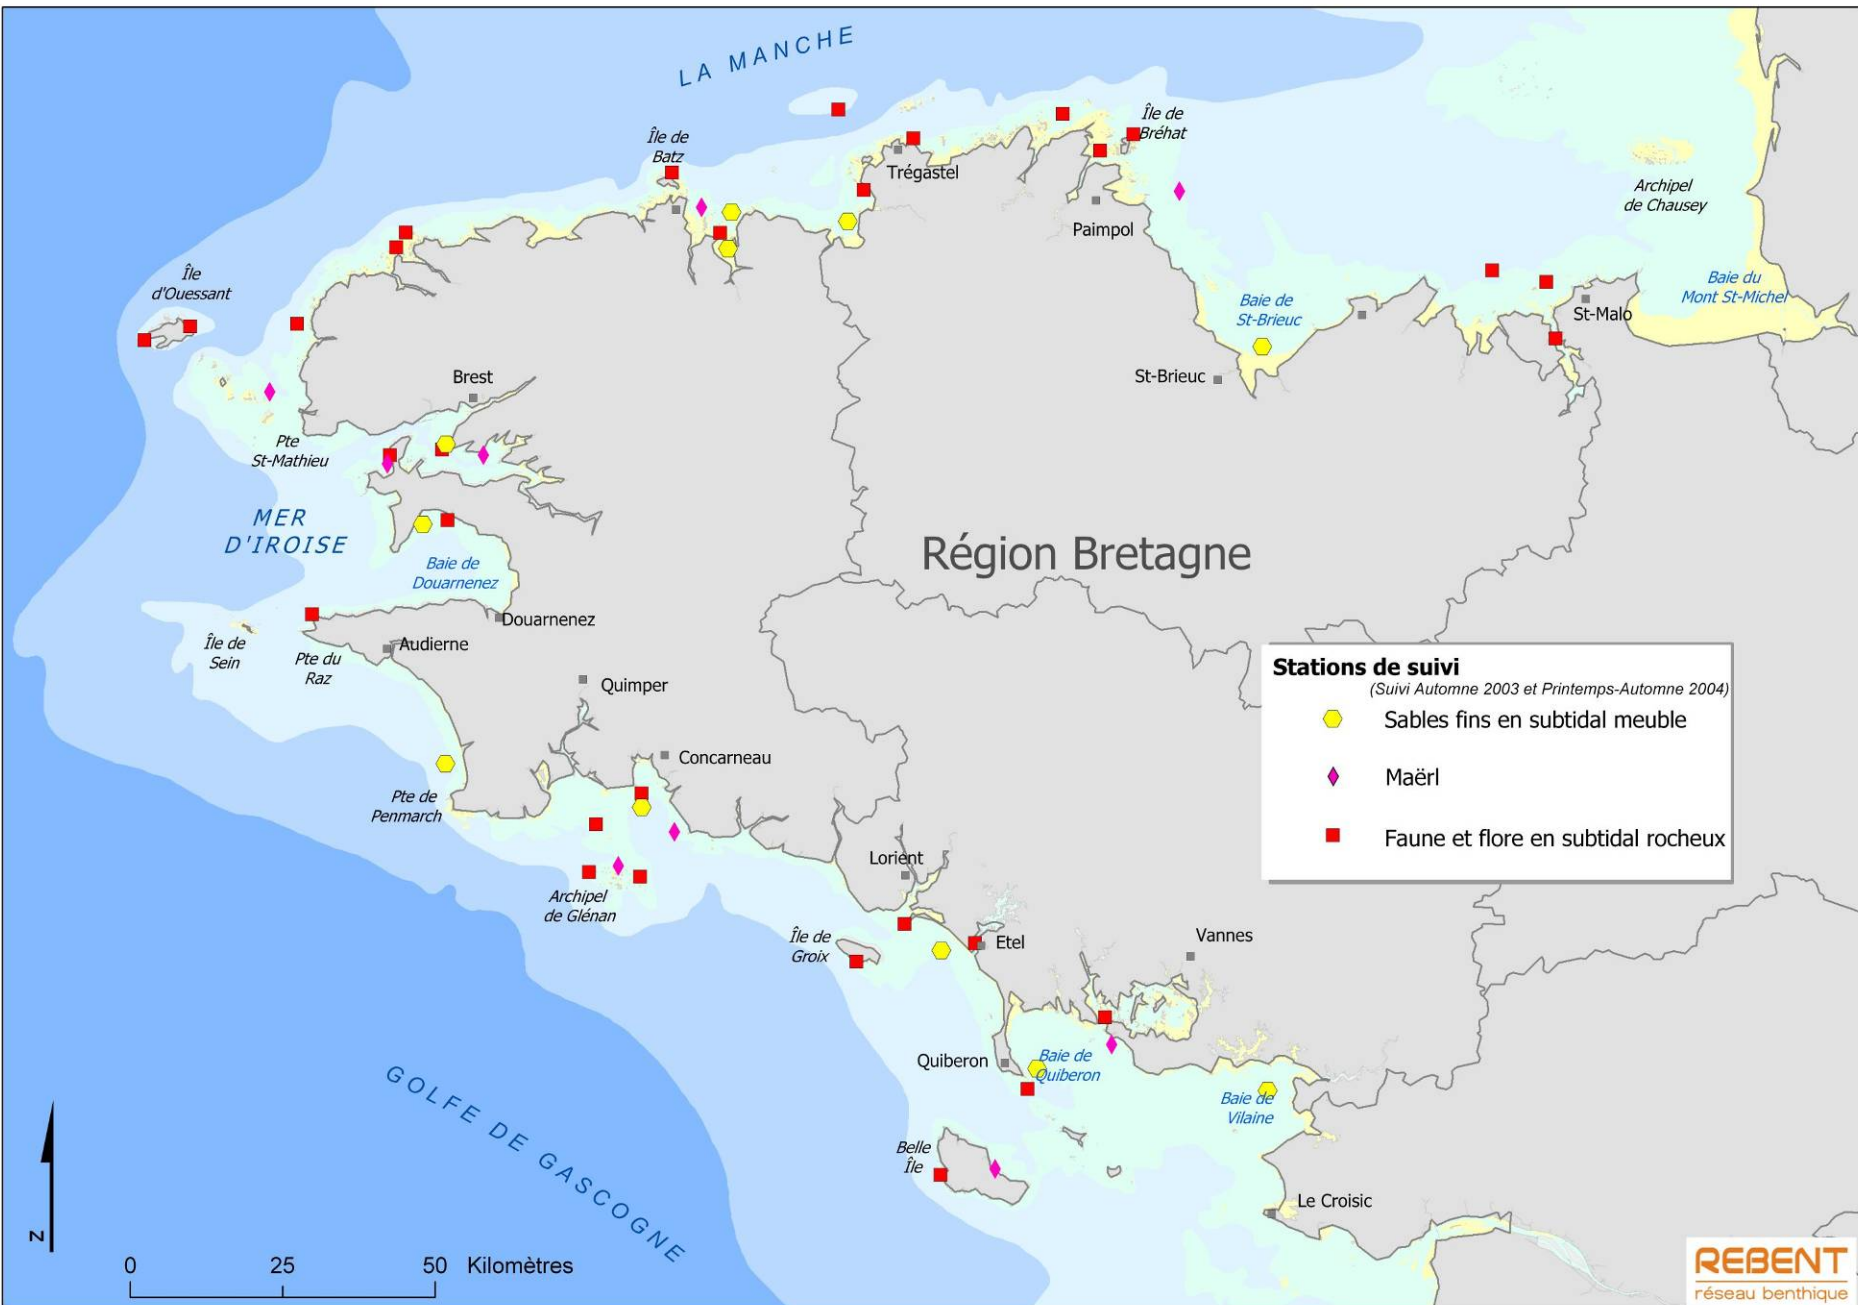 LA MANCHE
Île de
Bréhat
Île de
Batz
Trégastel
Archipel
de Chausey
Paimpol
Île
d'Ouessant
Baie du
Mont St-Michel
Baie de
St-Brieuc
St-Malo
Brest
St-Brieuc
Pte
St-Mathieu
MER
D'IROISE
Région Bretagne
Baie de
Douarnenez
Douarnenez
Île de
Sein
Audierne
Pte du
Raz
Quimper
Stations de suivi
(Suivi Automne 2003 et Printemps-Automne 2004)
Sables fins en subtidal meuble
Maërl
Faune et flore en subtidal rocheux
Concarneau
Pte de
Penmarch
Lorient
Archipel
de Glénan
Île de
Groix
Etel
Vannes
Quiberon
Baie de
Quiberon
Baie de
Vilaine
GOLFE DE GASCOGNE
Belle
Île
Le Croisic
N
0 25 50 Kilomètres
REBENT
réseau benthique